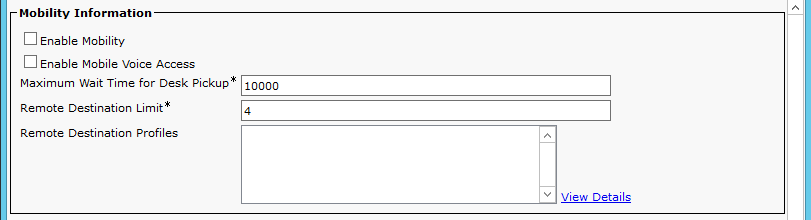 Mobility Information
Enable Mobility
Enable Mobile Voice Access
Maximum Wait Time for Desk Pickup* 10000
Remote Destination Limit* 4
Remote Destination Profiles
View Details